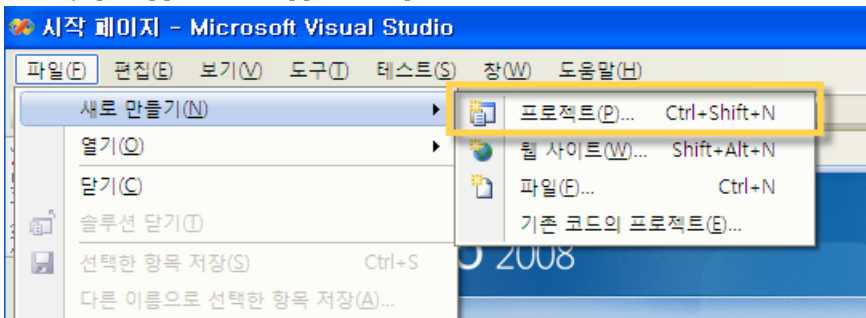 시작 페이지 - Microsoft Visual Studio
파일(F) 편집(E) 보기(V) 도구(T) 테스트(S) 창(W) 도움말(H)
새로 만들기(N)
프로젝트(P)... Ctrl+Shift+N
열기(O)
웹 사이트(W)... Shift+Alt+N
닫기(C)
파일(F)... Ctrl+N
솔루션 닫기(T)
기존 코드의 프로젝트(E)...
선택한 항목 저장(S) Ctrl+S
2008
다른 이름으로 선택한 항목 저장(A)...